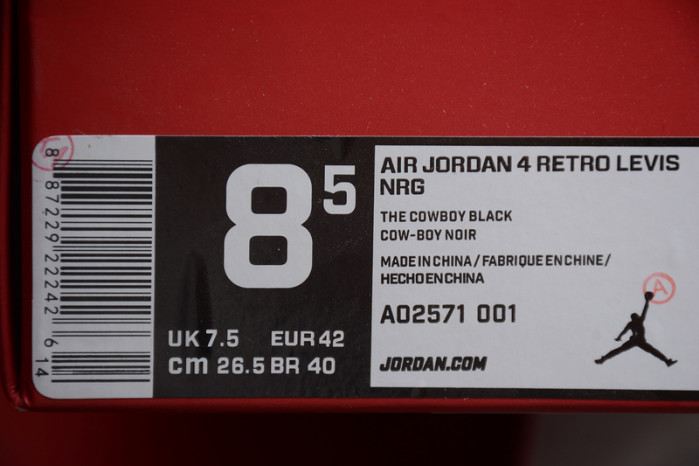 8 87229 22242 6 14
8 5
UK 7.5 EUR 42
cm 26.5 BR 40
AIR JORDAN 4 RETRO LEVIS
NRG
THE COWBOY BLACK
COW-BOY NOIR
MADE IN CHINA / FABRIQUE EN CHINE /
HECHO EN CHINA
AO2571 001
JORDAN.COM
A